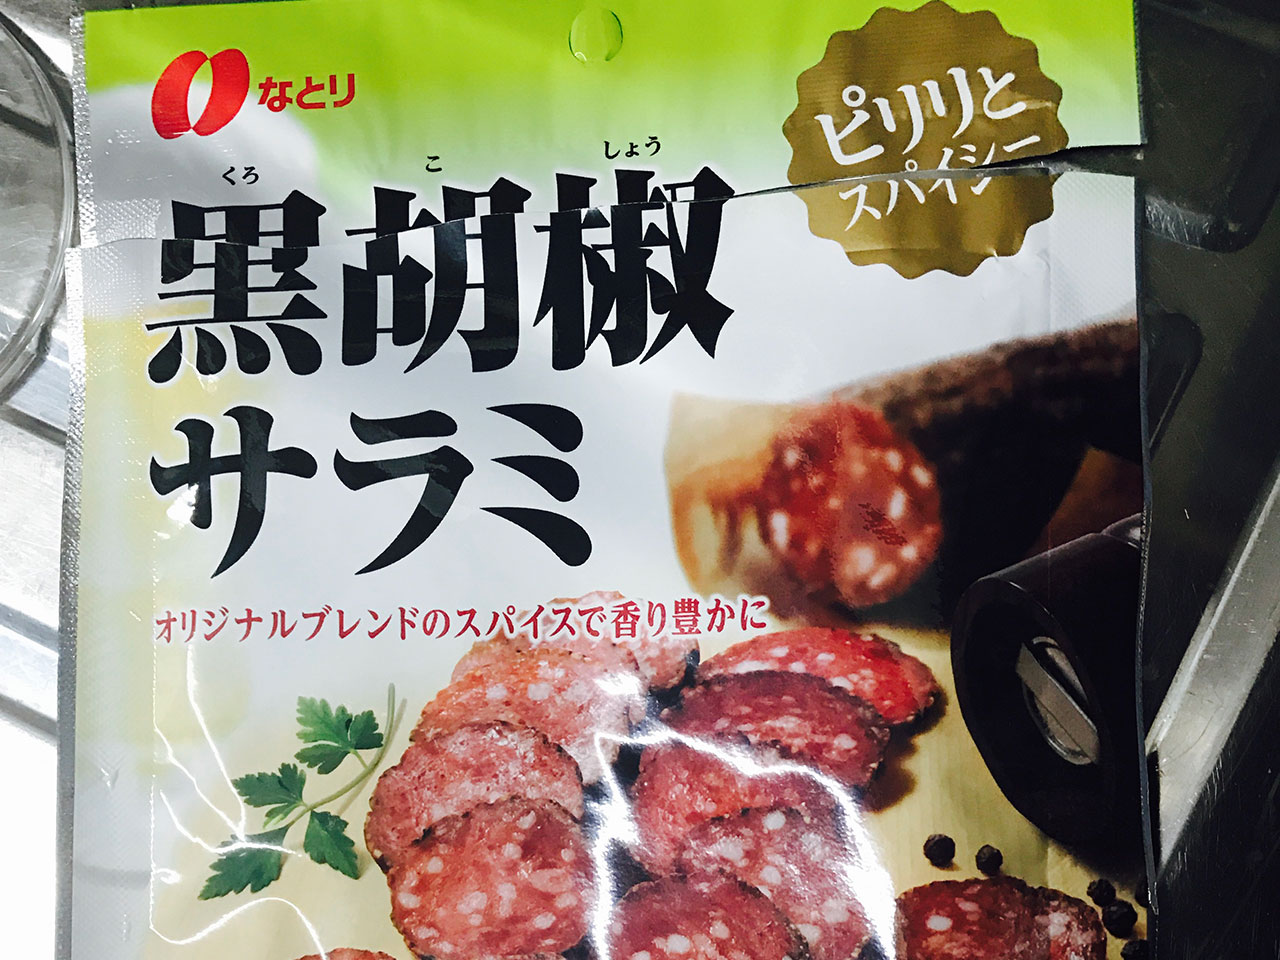 なとり
ピリリと
スパイシー
くろ こ しょう
黒胡椒
サラミ
オリジナルブレンドのスパイスで香り豊かに